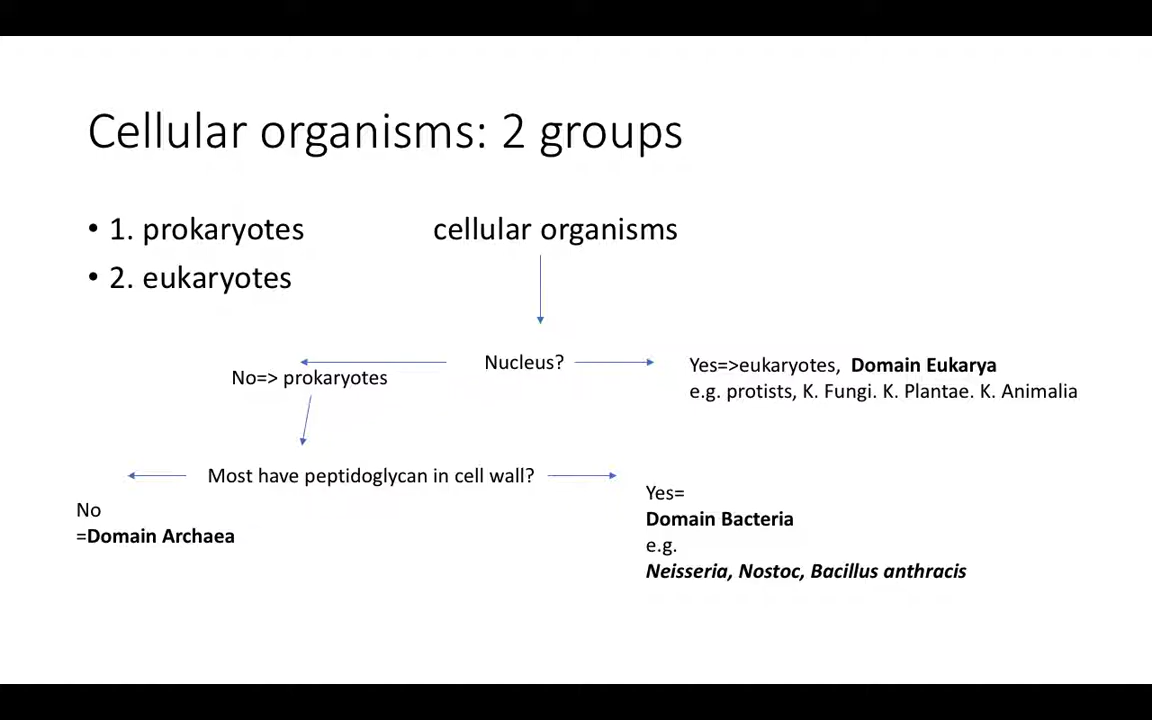 Cellular organisms: 2 groups
• 1. prokaryotes
• 2. eukaryotes
cellular organisms
Nucleus?
No=> prokaryotes
Yes=>eukaryotes, Domain Eukarya
e.g. protists, K. Fungi. K. Plantae. K. Animalia
Most have peptidoglycan in cell wall?
No
=Domain Archaea
Yes=
Domain Bacteria
e.g.
Neisseria, Nostoc, Bacillus anthracis